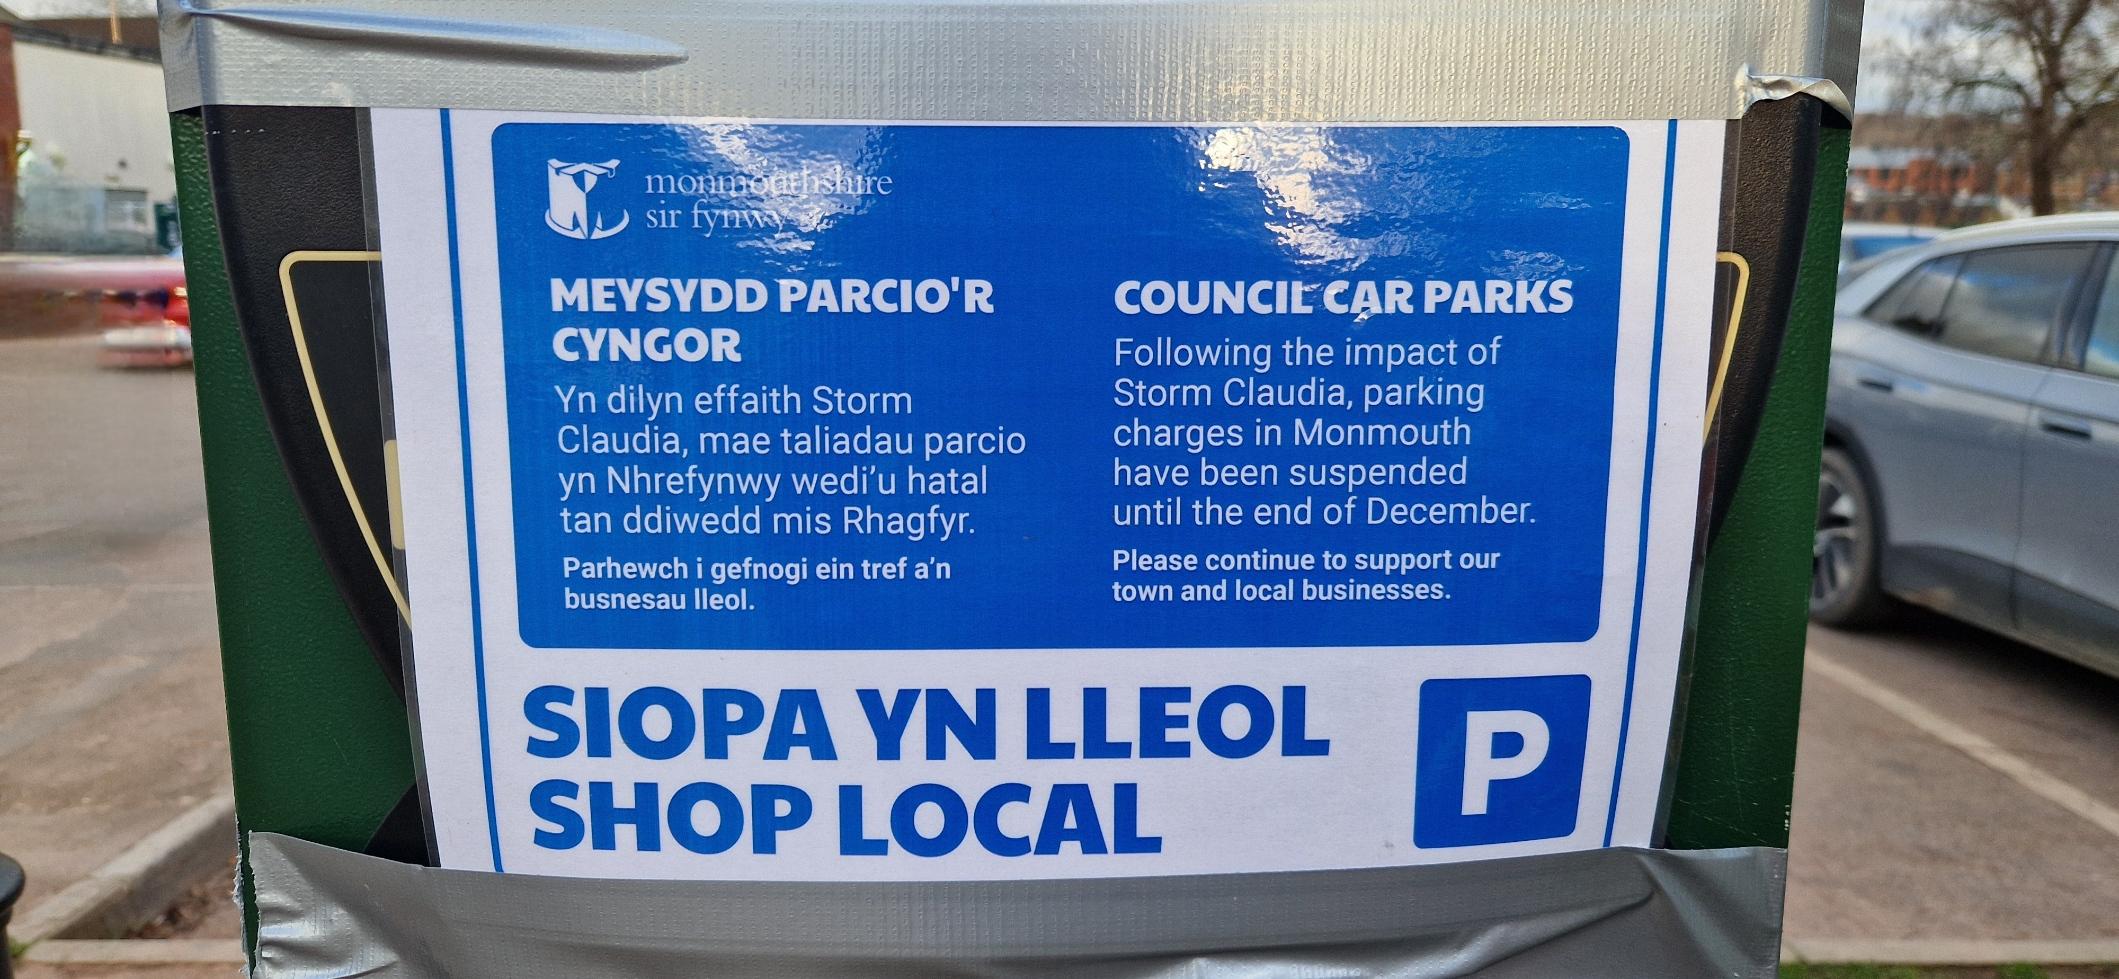 monmouthshire
sir fynwy
MEYSYDD PARCIO'R
CYNGOR
Yn dilyn effaith Storm
Claudia, mae taliadau parcio
yn Nhrefynwy wedi’u hatal
tan ddiwedd mis Rhagfyr.
Parhewch i gefnogi ein tref a’n
busnesau lleol.
COUNCIL CAR PARKS
Following the impact of
Storm Claudia, parking
charges in Monmouth
have been suspended
until the end of December.
Please continue to support our
town and local businesses.
SIOPA YN LLEOL
SHOP LOCAL
P